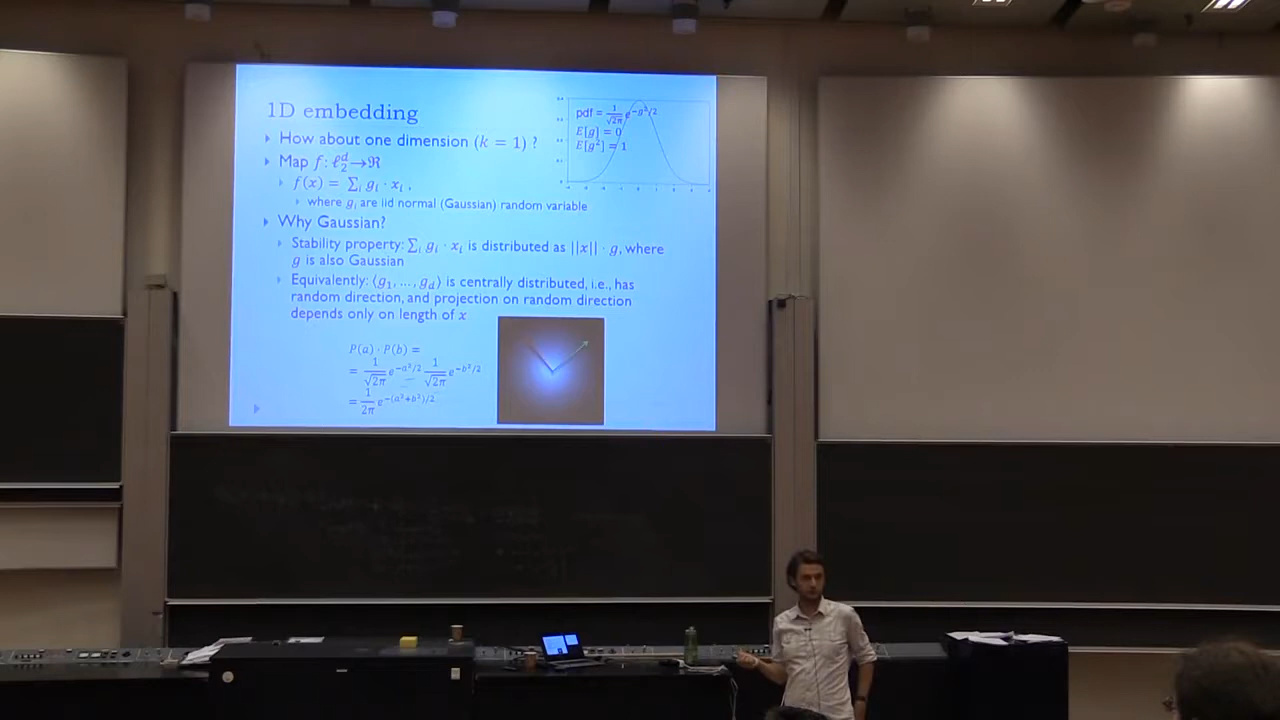 1D embedding
How about one dimension (k = 1) ?
Map f: ℓ₂ᵈ → ℜ
f(x) = ∑ᵢ gᵢ · xᵢ ,
where gᵢ are iid normal (Gaussian) random variable
Why Gaussian?
Stability property: ∑ᵢ gᵢ · xᵢ is distributed as ||x|| · g, where
g is also Gaussian
Equivalently: ⟨g₁, …, g_d⟩ is centrally distributed, i.e., has
random direction, and projection on random direction
depends only on length of x
P(a) · P(b) =
= 1/√2π e^(−a²/2) 1/√2π e^(−b²/2)
= 1/2π e^(−(a²+b²)/2)
pdf = 1/√2π e^(−g²/2)
E[g] = 0
E[g²] = 1